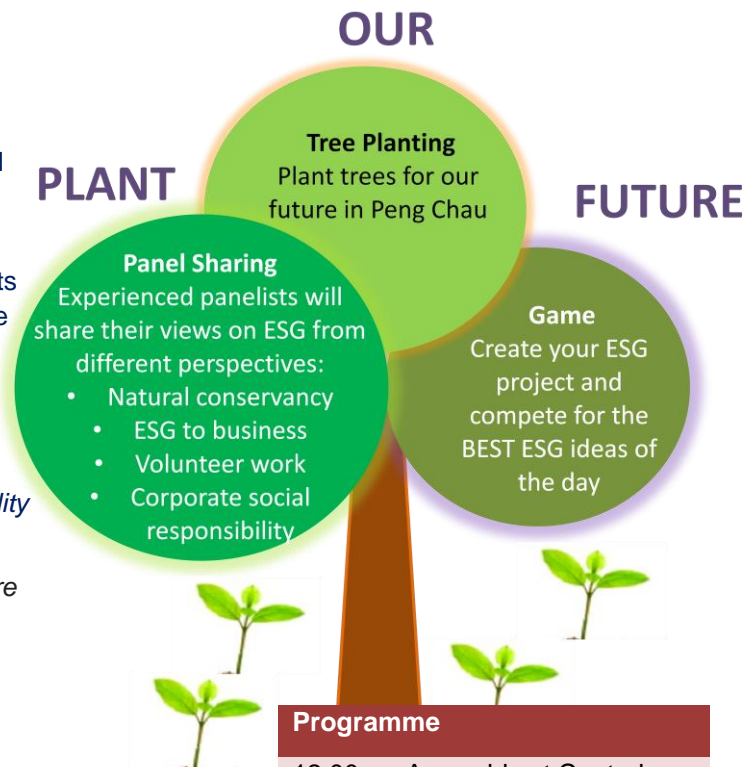 OUR
PLANT
FUTURE
Tree Planting
Plant trees for our
future in Peng Chau
Panel Sharing
Experienced panelists will
share their views on ESG from
different perspectives:
• Natural conservancy
• ESG to business
• Volunteer work
• Corporate social
responsibility
Game
Create your ESG
project and
compete for the
BEST ESG ideas of
the day
Programme